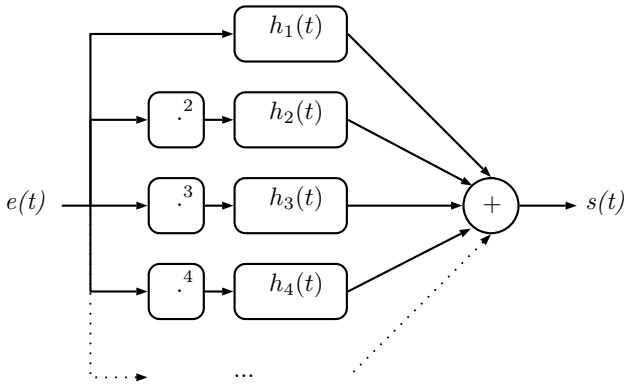 h₁(t)
.² h₂(t)
e(t) .³ h₃(t) + s(t)
.⁴ h₄(t)
...